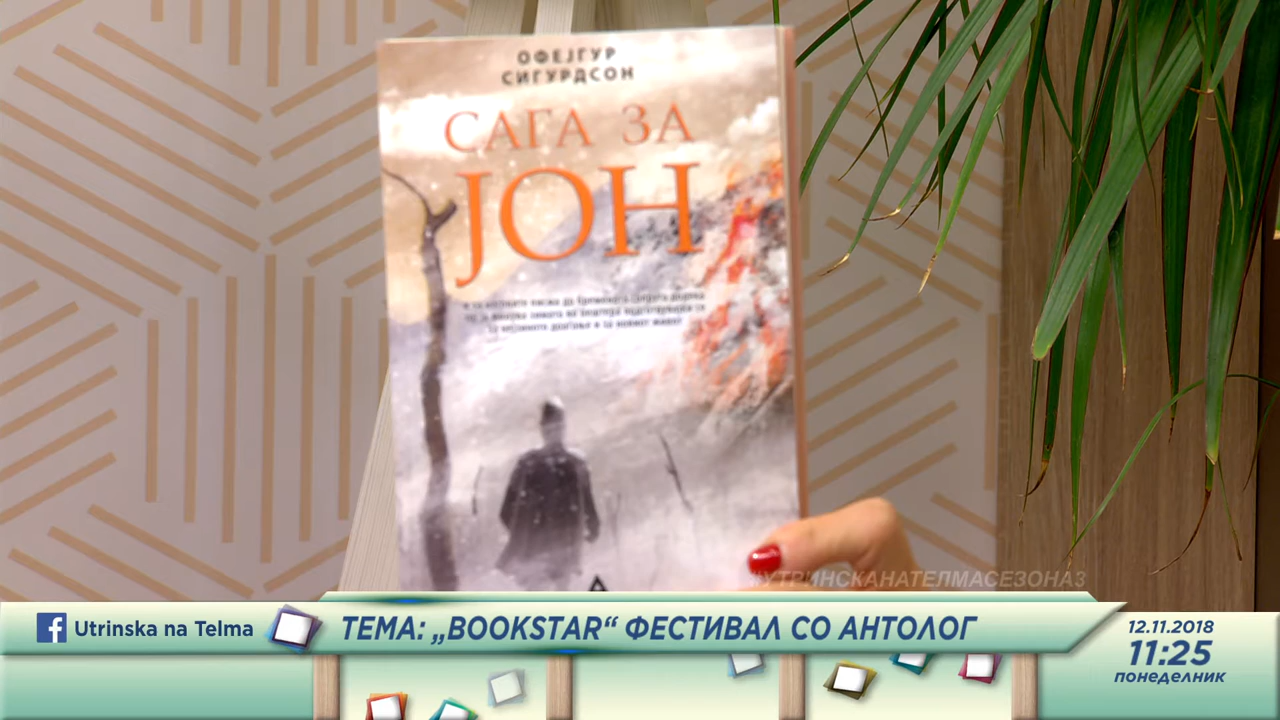 ОФЕЈГУР
СИГУРДСОН
САГА ЗА
ЈОН
#УТРИНСКАНАТЕЛМАСЕЗОНА3
Utrinska na Telma
ТЕМА: „BOOKSTAR“ ФЕСТИВАЛ СО АНТОЛОГ
12.11.2018
11:25
понеделник